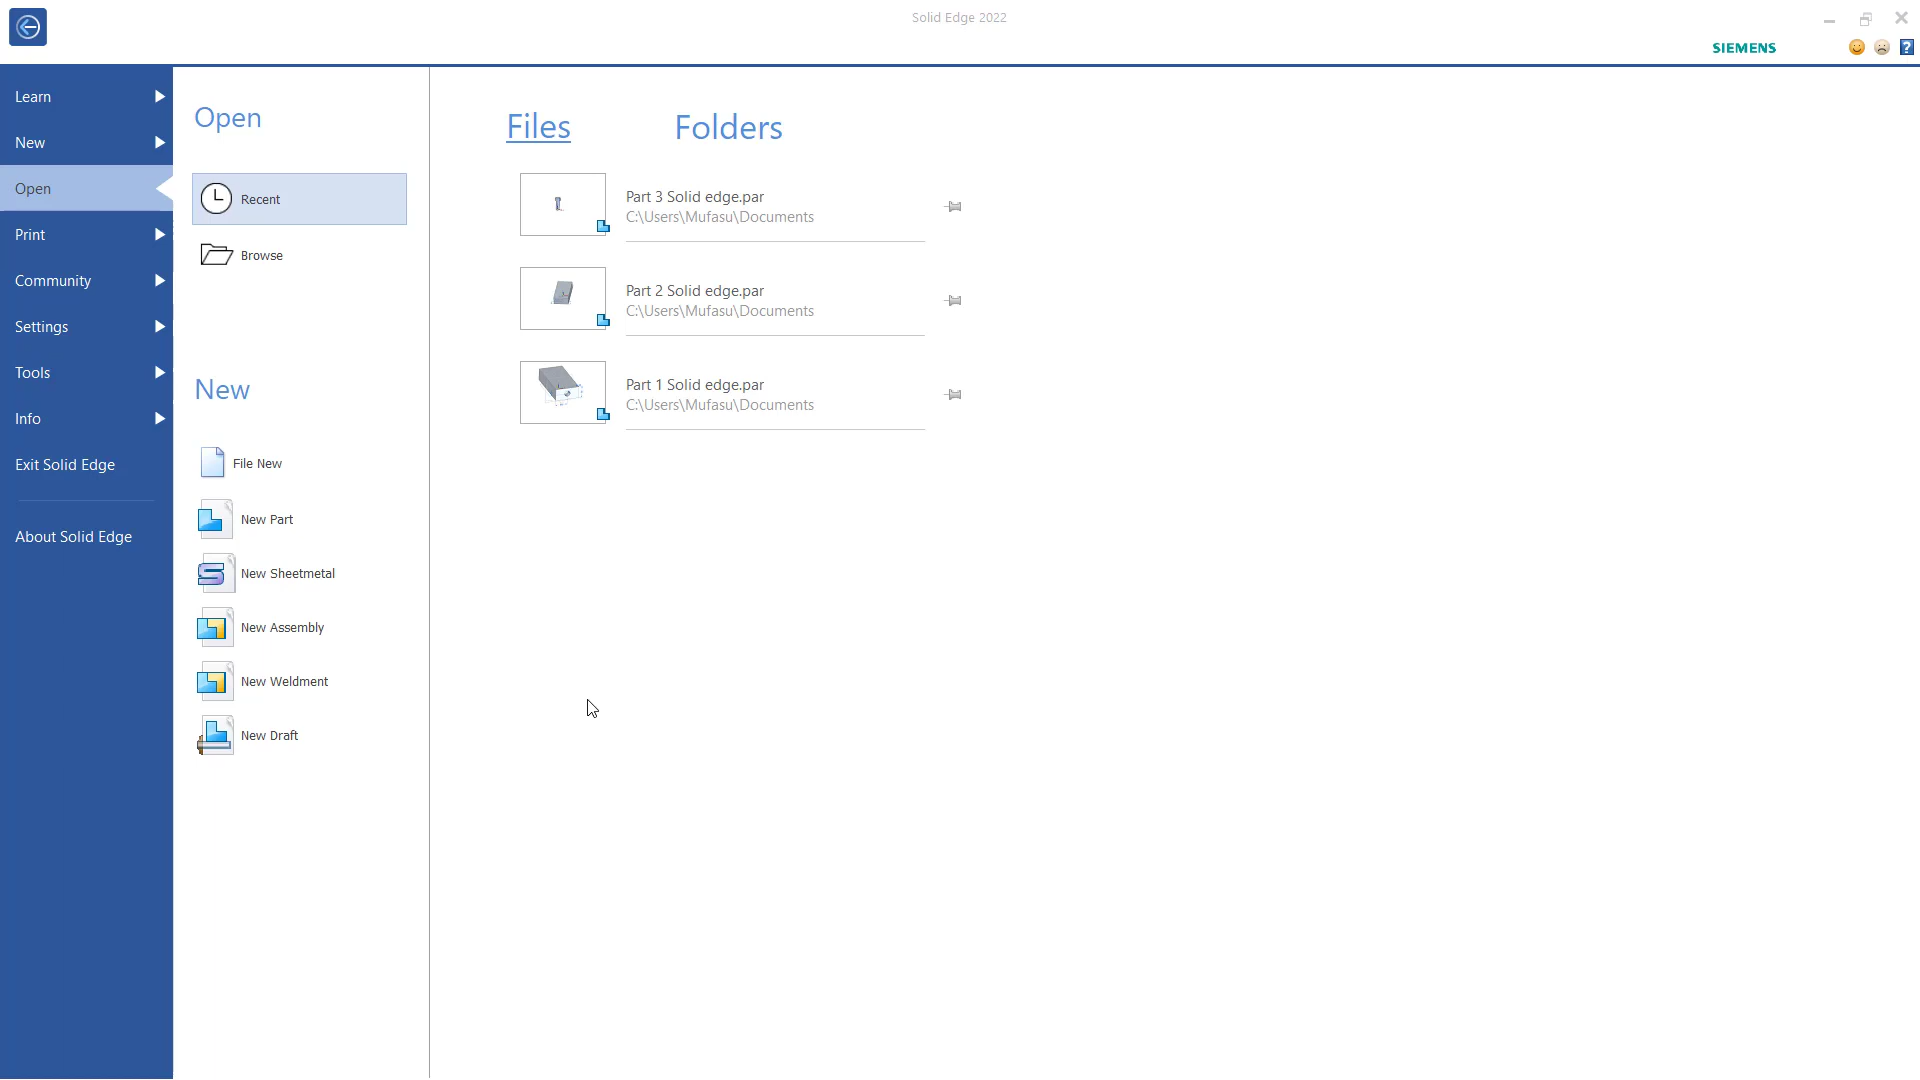 Solid Edge 2022
SIEMENS
Learn
New
Open
Print
Community
Settings
Tools
Info
Exit Solid Edge
About Solid Edge
Open
Recent
Browse
New
File New
New Part
New Sheetmetal
New Assembly
New Weldment
New Draft
Files
Folders
Part 3 Solid edge.par
C:\Users\Mufasu\Documents
Part 2 Solid edge.par
C:\Users\Mufasu\Documents
Part 1 Solid edge.par
C:\Users\Mufasu\Documents